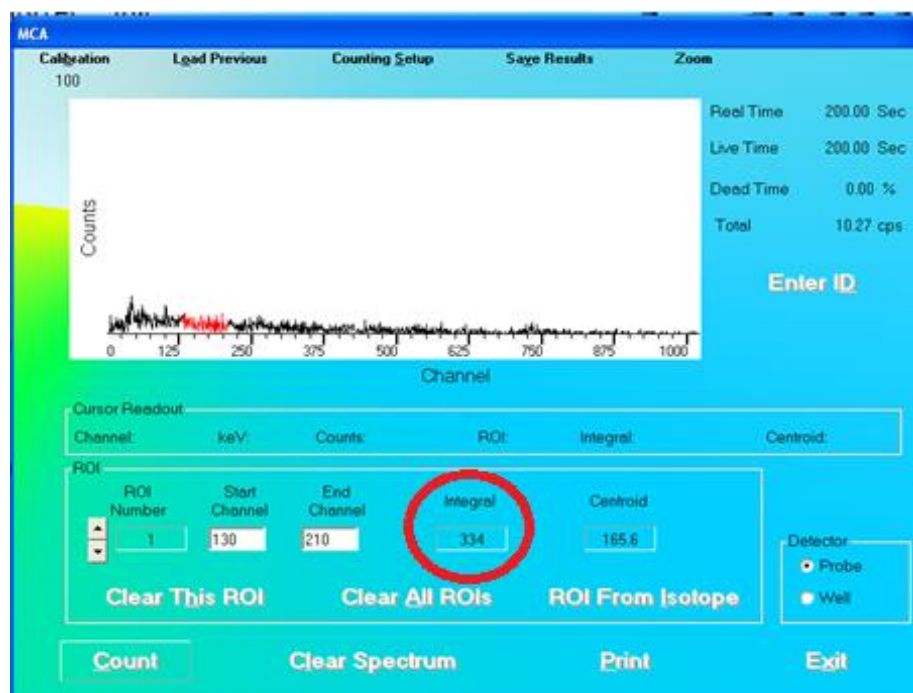 MCA
Calibration Load Previous Counting Setup Save Results Zoom
100
Real Time 200.00 Sec
Live Time 200.00 Sec
Dead Time 0.00 %
Total 10.27 cps
Counts
Enter ID
0 125 250 375 500 625 750 875 1000
Channel
Cursor Readout
Channel: keV: Counts: ROI: Integral: Centroid:
ROI
ROI Number Start Channel End Channel Integral Centroid
1 130 210 334 165.6
Detector
Probe
Well
Clear This ROI Clear All ROIs ROI From Isotope
Count Clear Spectrum Print Exit